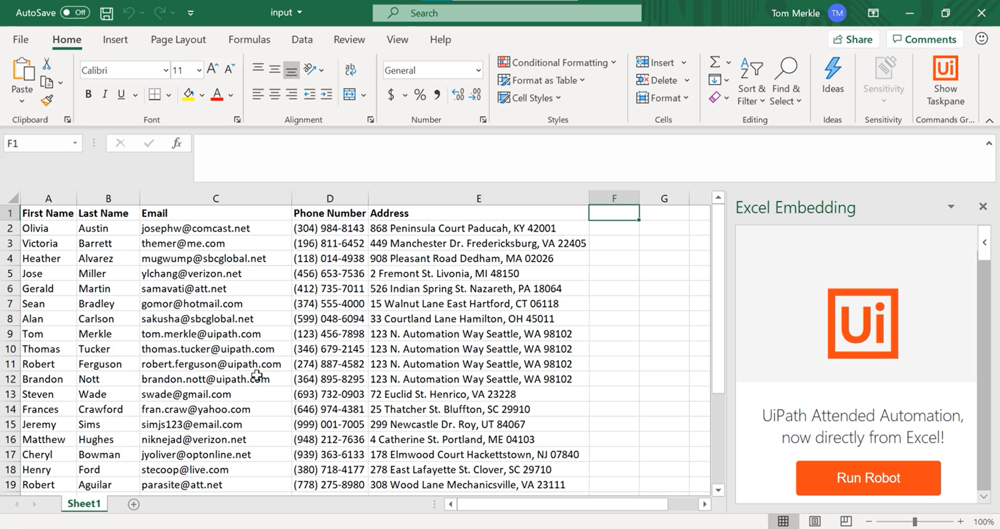 AutoSave Off input Search Tom Merkle TM
File Home Insert Page Layout Formulas Data Review View Help Share Comments
Calibri 11 General Conditional Formatting Insert
Format as Table Delete
Paste B I U $ % Cell Styles Format Sort & Filter Find & Select Ideas Sensitivity Show Taskpane
Clipboard Font Alignment Number Styles Cells Editing Ideas Sensitivity Commands Gr...
F1 fx
A B C D E F G
1 First Name Last Name Email Phone Number Address
2 Olivia Austin josephw@comcast.net (304) 984-8143 868 Peninsula Court Paducah, KY 42001
3 Victoria Barrett themer@me.com (196) 811-6452 449 Manchester Dr. Fredericksburg, VA 22405
4 Heather Alvarez mugwump@sbcglobal.net (118) 014-4938 908 Pleasant Road Dedham, MA 02026
5 Jose Miller ylchang@verizon.net (456) 653-7536 2 Fremont St. Livonia, MI 48150
6 Gerald Martin samavati@att.net (412) 735-7011 526 Indian Spring St. Nazareth, PA 18064
7 Sean Bradley gomor@hotmail.com (374) 555-4000 15 Walnut Lane East Hartford, CT 06118
8 Alan Carlson sakusha@sbcglobal.net (599) 048-6094 33 Courtland Lane Hamilton, OH 45011
9 Tom Merkle tom.merkle@uipath.com (123) 456-7898 123 N. Automation Way Seattle, WA 98102
10 Thomas Tucker thomas.tucker@uipath.com (346) 679-2145 123 N. Automation Way Seattle, WA 98102
11 Robert Ferguson robert.ferguson@uipath.com (274) 887-4582 123 N. Automation Way Seattle, WA 98102
12 Brandon Nott brandon.nott@uipath.com (364) 895-8295 123 N. Automation Way Seattle, WA 98102
13 Steven Wade swade@gmail.com (693) 732-0903 72 Euclid St. Henrico, VA 23228
14 Frances Crawford fran.craw@yahoo.com (646) 974-4381 25 Thatcher St. Bluffton, SC 29910
15 Jeremy Sims simjs123@email.com (999) 001-7005 299 Newcastle Dr. Roy, UT 84067
16 Matthew Hughes niknejad@verizon.net (948) 212-7636 4 Catherine St. Portland, ME 04103
17 Cheryl Bowman jyoliver@optonline.net (939) 363-6133 178 Elmwood Court Hackettstown, NJ 07840
18 Henry Ford stecoop@live.com (380) 718-4177 278 East Lafayette St. Clover, SC 29710
19 Robert Aguilar parasite@att.net (778) 275-8980 308 Wood Lane Mechanicsville, VA 23111
Excel Embedding
Ui
UiPath Attended Automation,
now directly from Excel!
Run Robot
Sheet1
100%